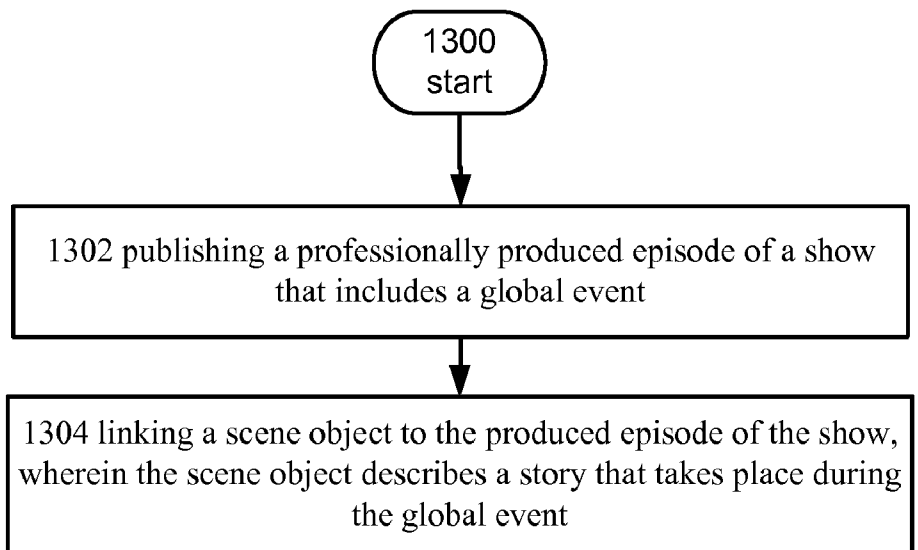 1300
start
1302 publishing a professionally produced episode of a show
that includes a global event
1304 linking a scene object to the produced episode of the show,
wherein the scene object describes a story that takes place during
the global event